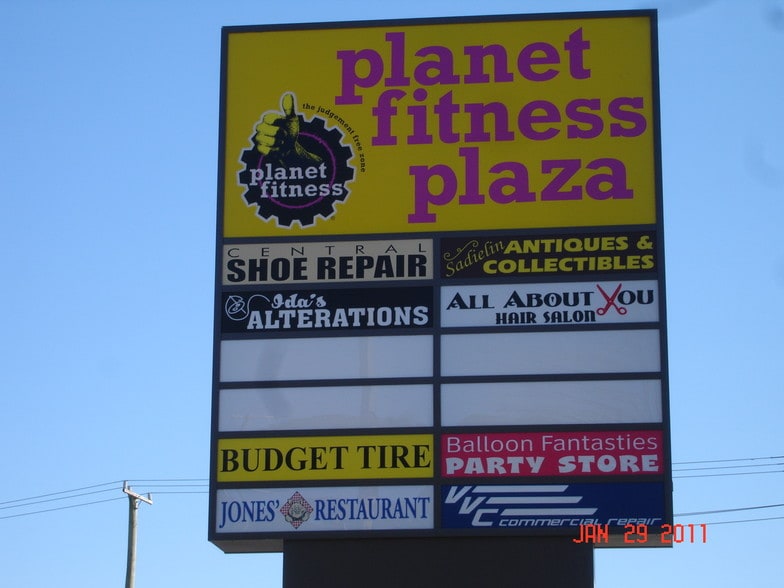 planet
fitness
plaza
the judgement free zone
planet
fitness
CENTRAL
SHOE REPAIR
Sadielin ANTIQUES &
COLLECTIBLES
Ida's
ALTERATIONS
ALL ABOUT YOU
HAIR SALON
BUDGET TIRE
Balloon Fantasties
PARTY STORE
JONES' RESTAURANT
VVC commercial repair
JAN 29 2011